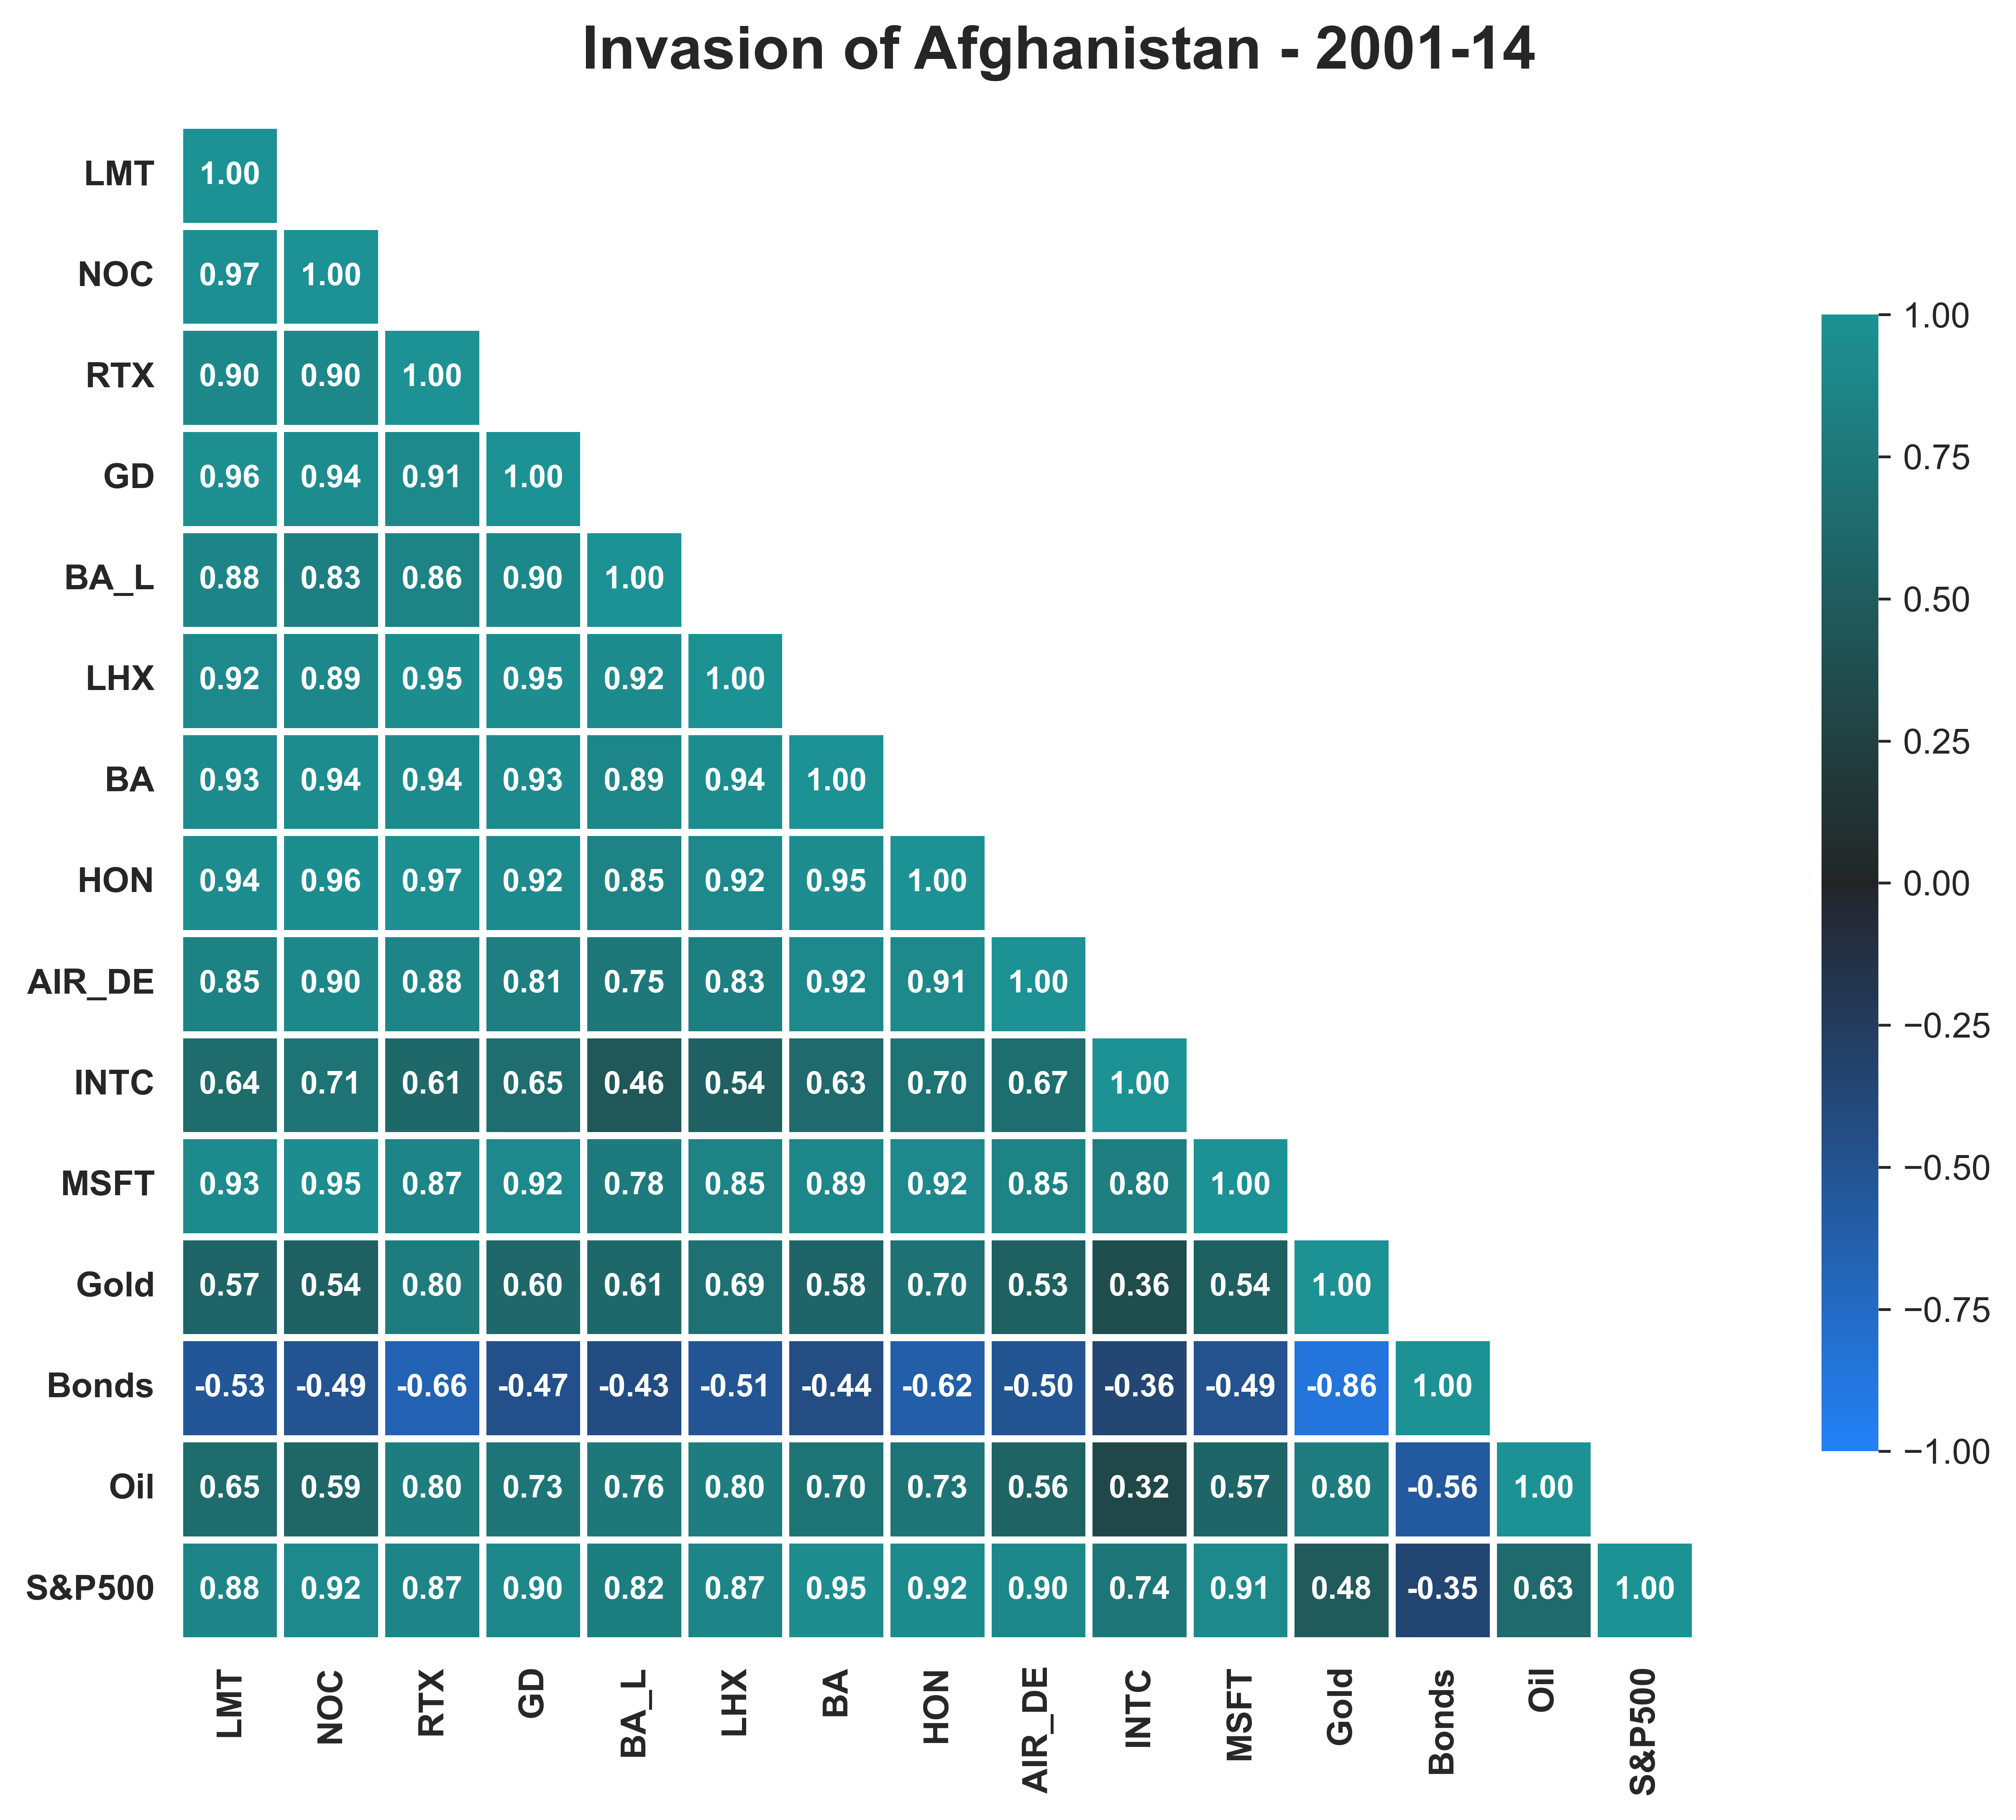 Invasion of Afghanistan - 2001-14
LMT 1.00
NOC 0.97 1.00
RTX 0.90 0.90 1.00
GD 0.96 0.94 0.91 1.00
BA_L 0.88 0.83 0.86 0.90 1.00
LHX 0.92 0.89 0.95 0.95 0.92 1.00
BA 0.93 0.94 0.94 0.93 0.89 0.94 1.00
HON 0.94 0.96 0.97 0.92 0.85 0.92 0.95 1.00
AIR_DE 0.85 0.90 0.88 0.81 0.75 0.83 0.92 0.91 1.00
INTC 0.64 0.71 0.61 0.65 0.46 0.54 0.63 0.70 0.67 1.00
MSFT 0.93 0.95 0.87 0.92 0.78 0.85 0.89 0.92 0.85 0.80 1.00
Gold 0.57 0.54 0.80 0.60 0.61 0.69 0.58 0.70 0.53 0.36 0.54 1.00
Bonds -0.53 -0.49 -0.66 -0.47 -0.43 -0.51 -0.44 -0.62 -0.50 -0.36 -0.49 -0.86 1.00
Oil 0.65 0.59 0.80 0.73 0.76 0.80 0.70 0.73 0.56 0.32 0.57 0.80 -0.56 1.00
S&P500 0.88 0.92 0.87 0.90 0.82 0.87 0.95 0.92 0.90 0.74 0.91 0.48 -0.35 0.63 1.00
LMT NOC RTX GD BA_L LHX BA HON AIR_DE INTC MSFT Gold Bonds Oil S&P500
1.00
0.75
0.50
0.25
0.00
−0.25
−0.50
−0.75
−1.00